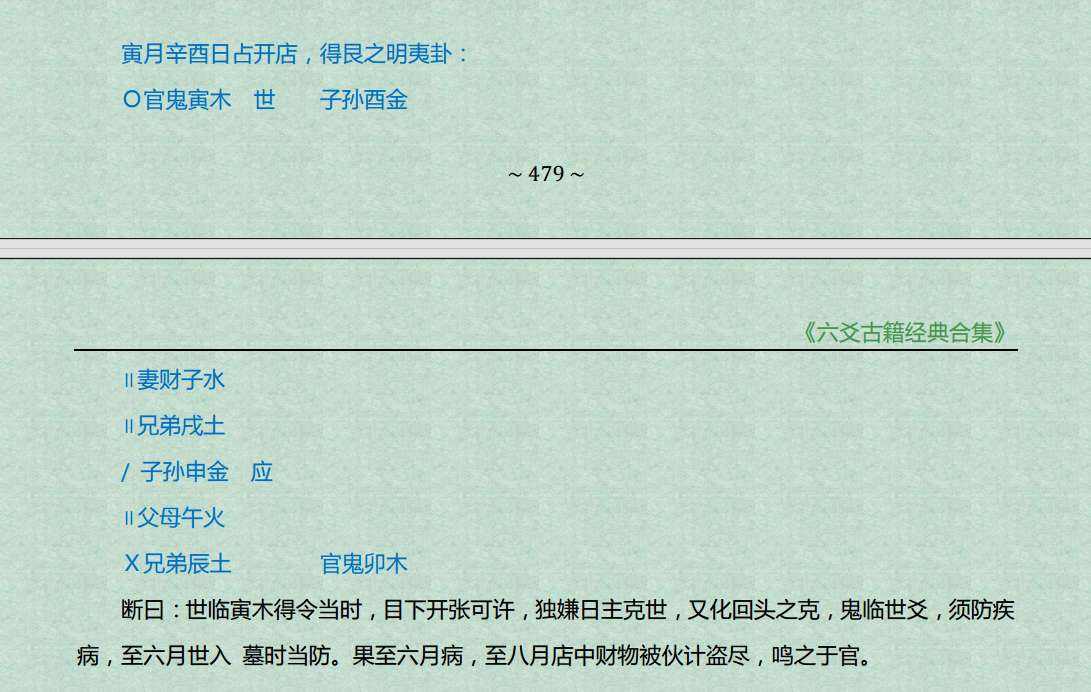 寅月辛酉日占开店，得艮之明夷卦：
O官鬼寅木 世 子孙酉金
～479～
《六爻古籍经典合集》
॥妻财子水
॥兄弟戌土
/ 子孙申金 应
॥父母午火
X兄弟辰土 官鬼卯木
断曰：世临寅木得令当时，目下开张可许，独嫌日主克世，又化回头之克，鬼临世爻，须防疾
病，至六月世入 墓时当防。果至六月病，至八月店中财物被伙计盗尽，鸣之于官。